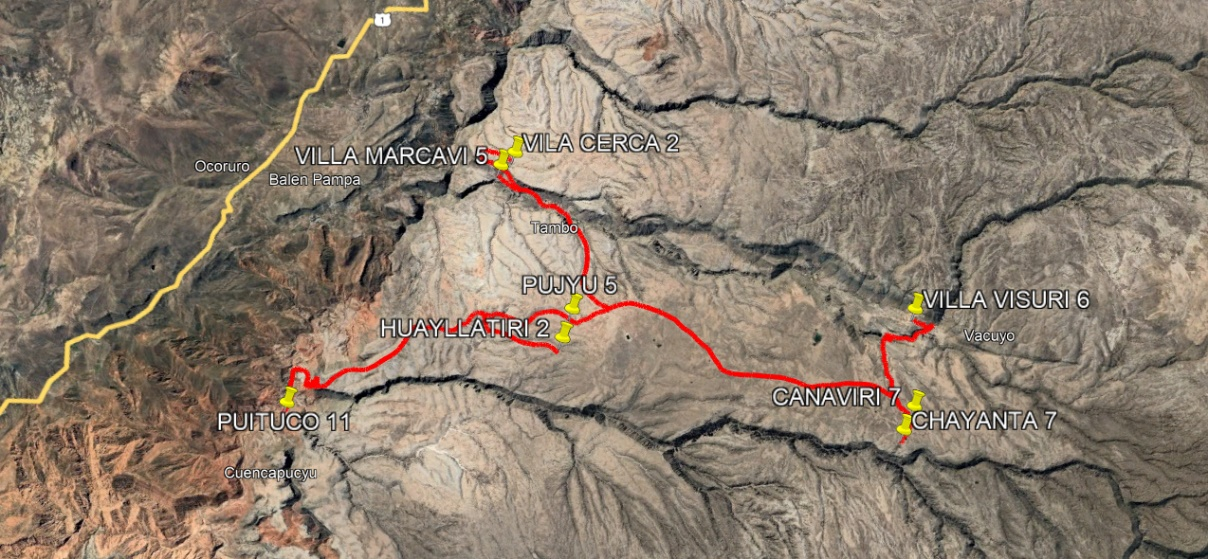 1
VILA CERCA 2
VILLA MARCAVI 5
Ocoruro
Balen Pampa
Tambo
PUJYU 5
VILLA VISURI 6
HUAYLLATIRI 2
Vacuyo
CANAVIRI 7
PUITUCO 11
CHAYANTA 7
Cuencapucyu